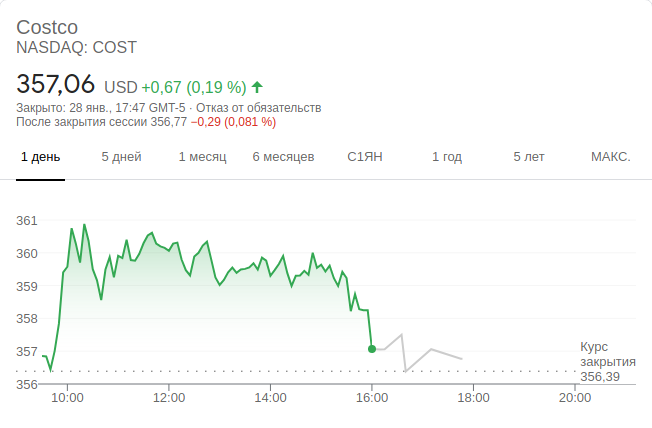 Costco
NASDAQ: COST
357,06 USD +0,67 (0,19 %)
Закрыто: 28 янв., 17:47 GMT-5 · Отказ от обязательств
После закрытия сессии 356,77 −0,29 (0,081 %)
1 день 5 дней 1 месяц 6 месяцев С1ЯН 1 год 5 лет МАКС.
361
360
359
358
357
356
Курс
закрытия
356,39
10:00 12:00 14:00 16:00 18:00 20:00